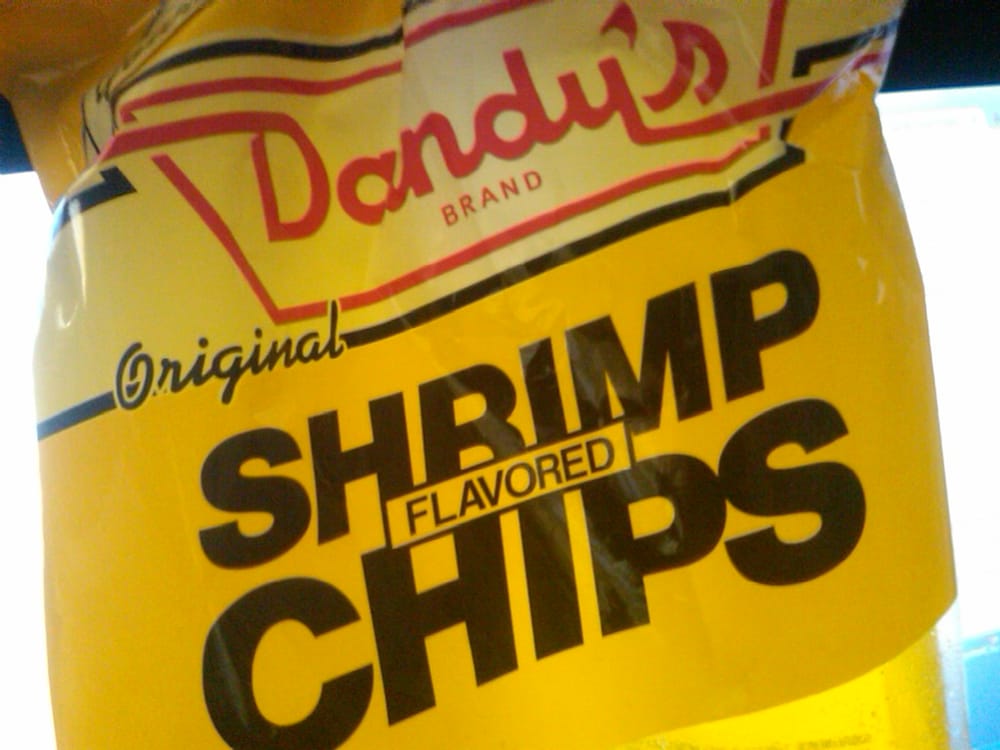 Dandy's
BRAND
Original
SHRIMP
FLAVORED
CHIPS